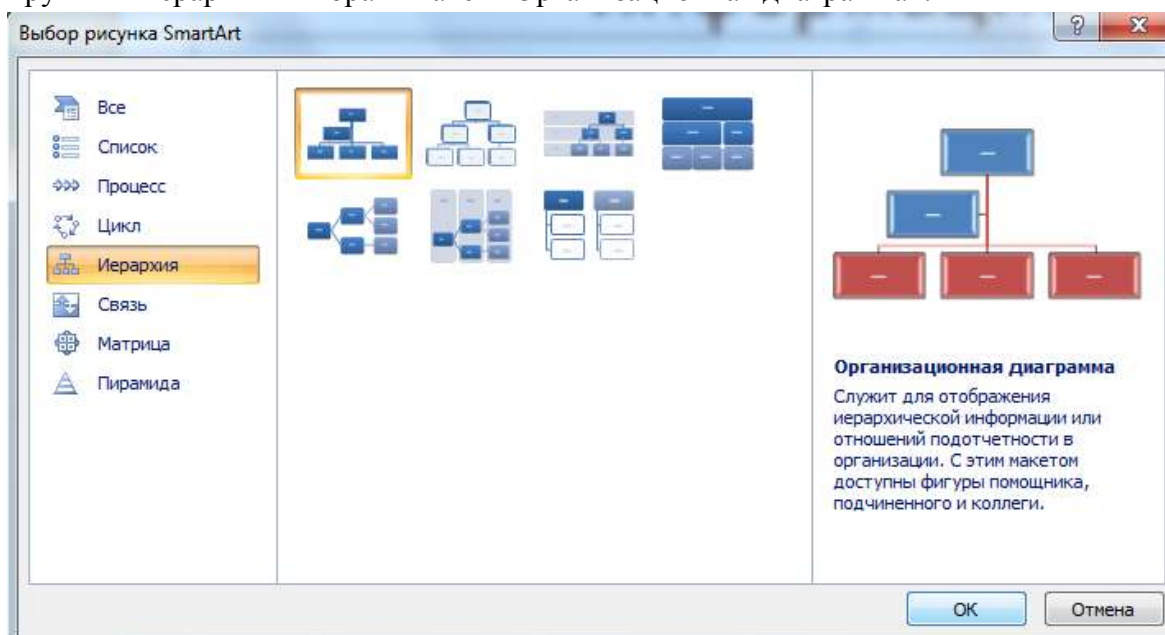 Выбор рисунка SmartArt
Все
Список
Процесс
Цикл
Иерархия
Связь
Матрица
Пирамида
Организационная диаграмма
Служит для отображения
иерархической информации или
отношений подотчетности в
организации. С этим макетом
доступны фигуры помощника,
подчиненного и коллеги.
ОК
Отмена